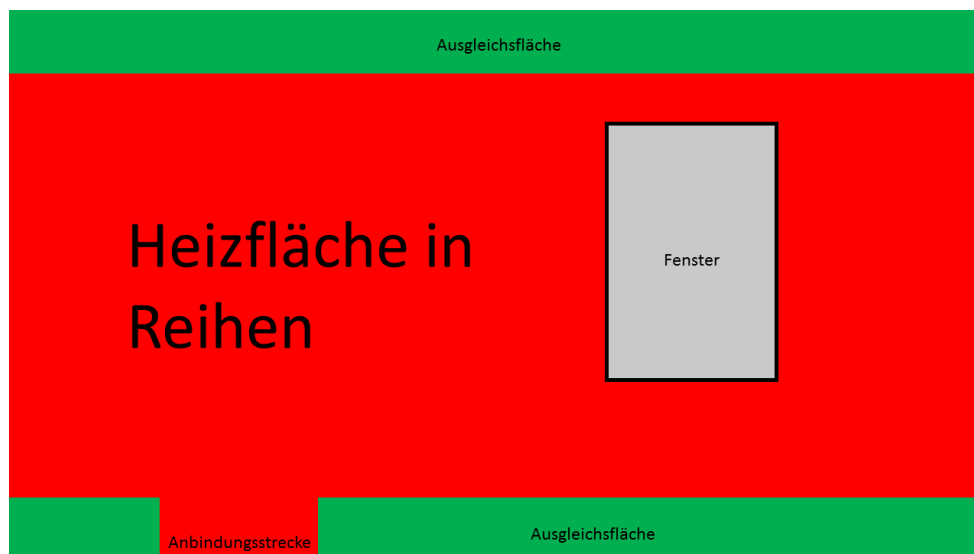 Ausgleichsfläche
Heizfläche in
Reihen
Fenster
Anbindungsstrecke
Ausgleichsfläche